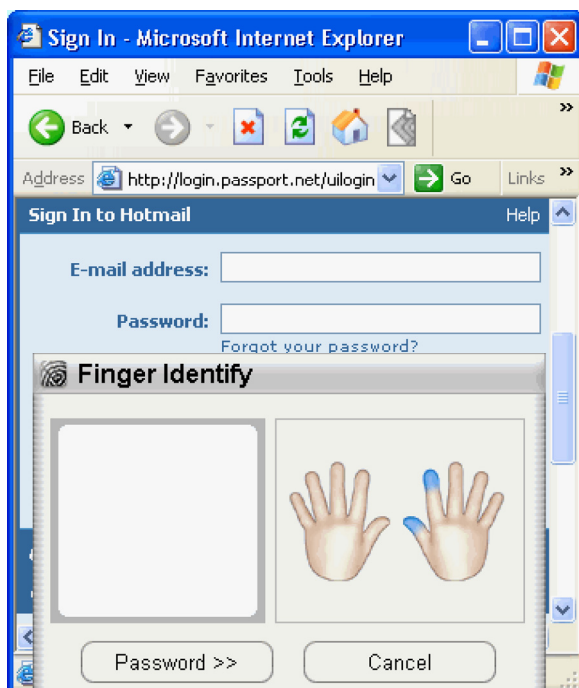 Sign In - Microsoft Internet Explorer
File Edit View Favorites Tools Help
Back »
Address http://login.passport.net/uilogin Go Links »
Sign In to Hotmail Help
E-mail address:
Password:
Forgot your password?
Finger Identify
Password >> Cancel